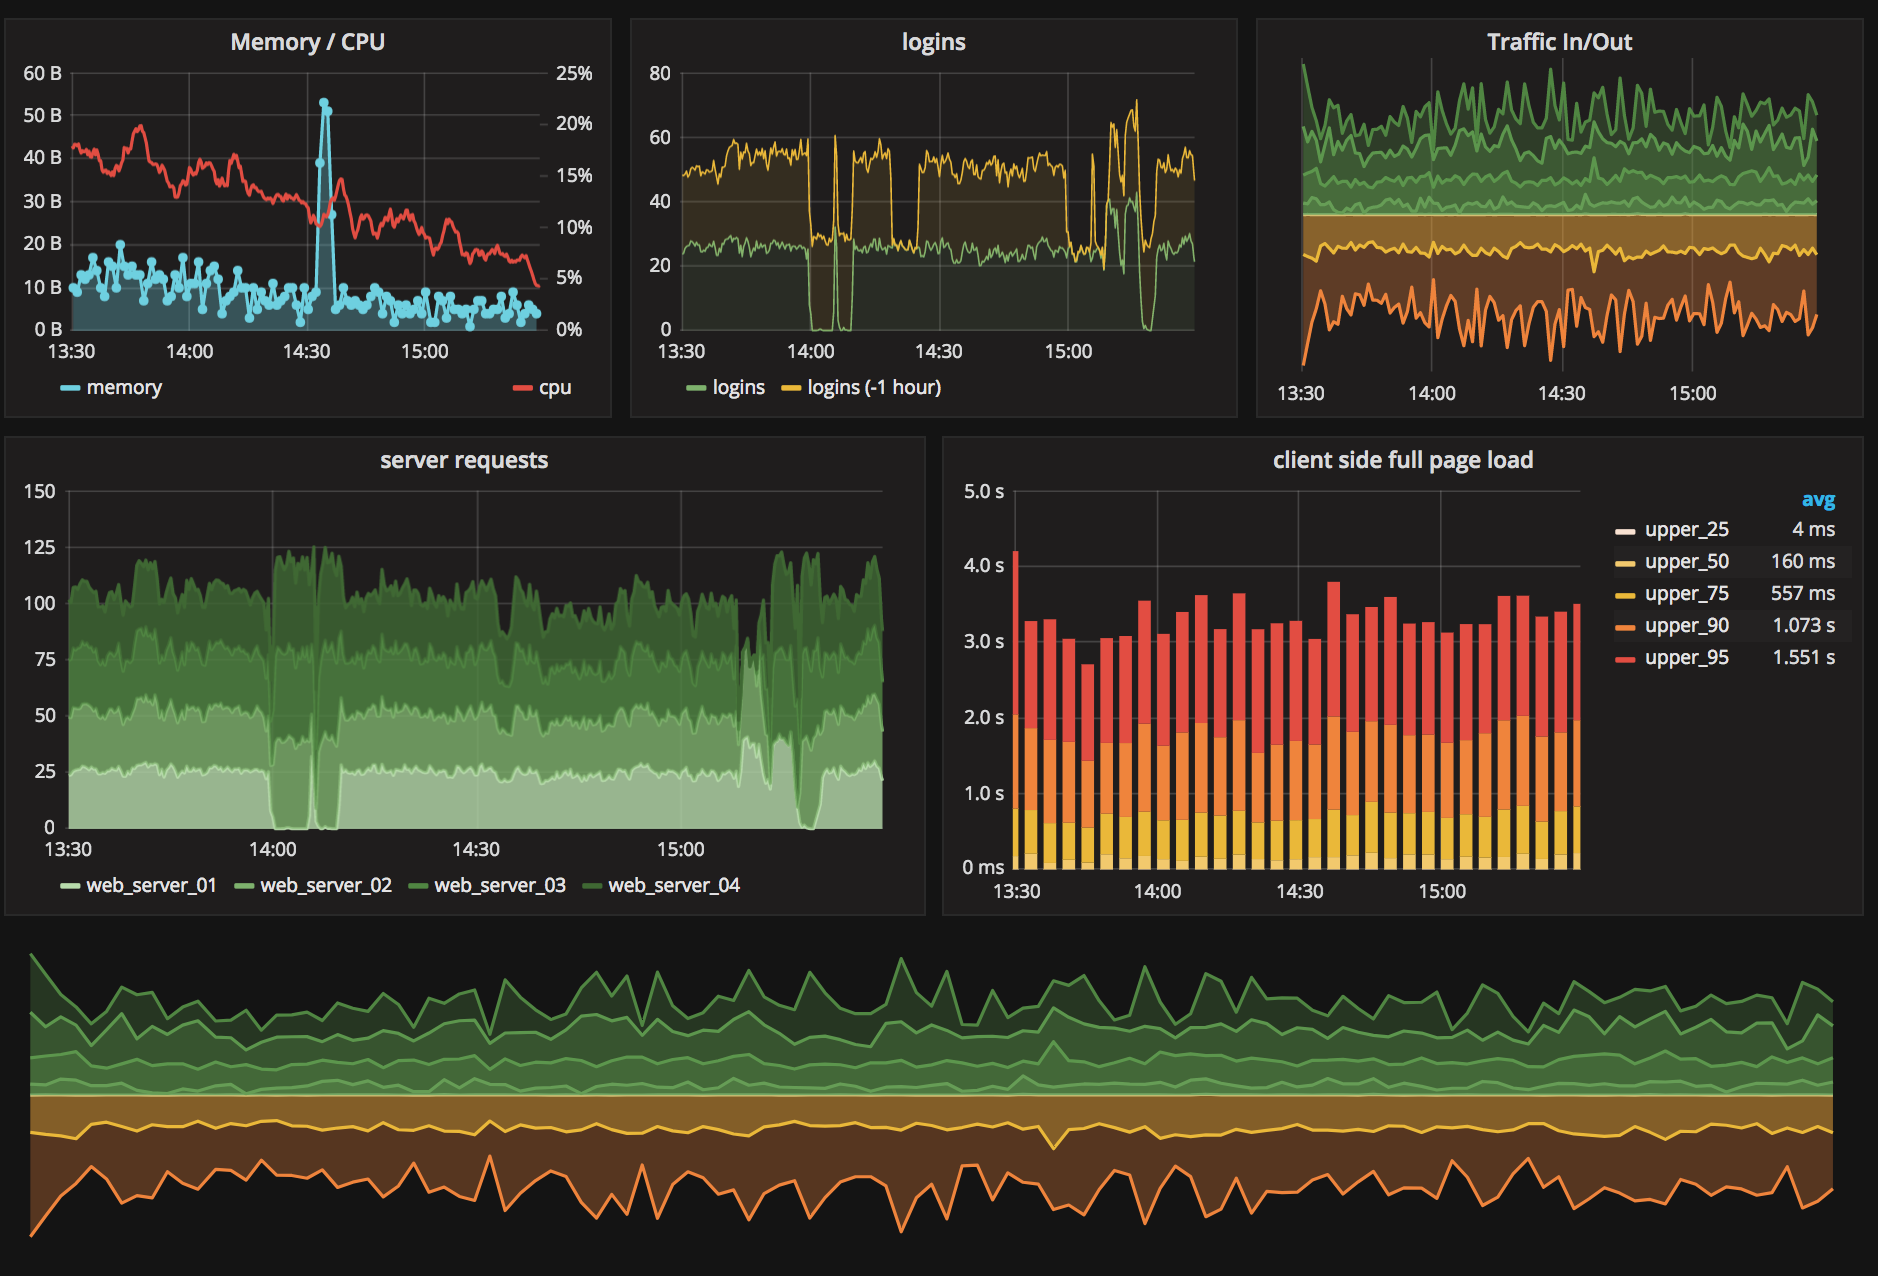 Memory / CPU
60 B
50 B
40 B
30 B
20 B
10 B
0 B
25%
20%
15%
10%
5%
0%
13:30 14:00 14:30 15:00
memory cpu
logins
80
60
40
20
0
13:30 14:00 14:30 15:00
logins logins (-1 hour)
Traffic In/Out
13:30 14:00 14:30 15:00
server requests
150
125
100
75
50
25
0
13:30 14:00 14:30 15:00
web_server_01 web_server_02 web_server_03 web_server_04
client side full page load
5.0 s
4.0 s
3.0 s
2.0 s
1.0 s
0 ms
13:30 14:00 14:30 15:00
avg
upper_25 4 ms
upper_50 160 ms
upper_75 557 ms
upper_90 1.073 s
upper_95 1.551 s